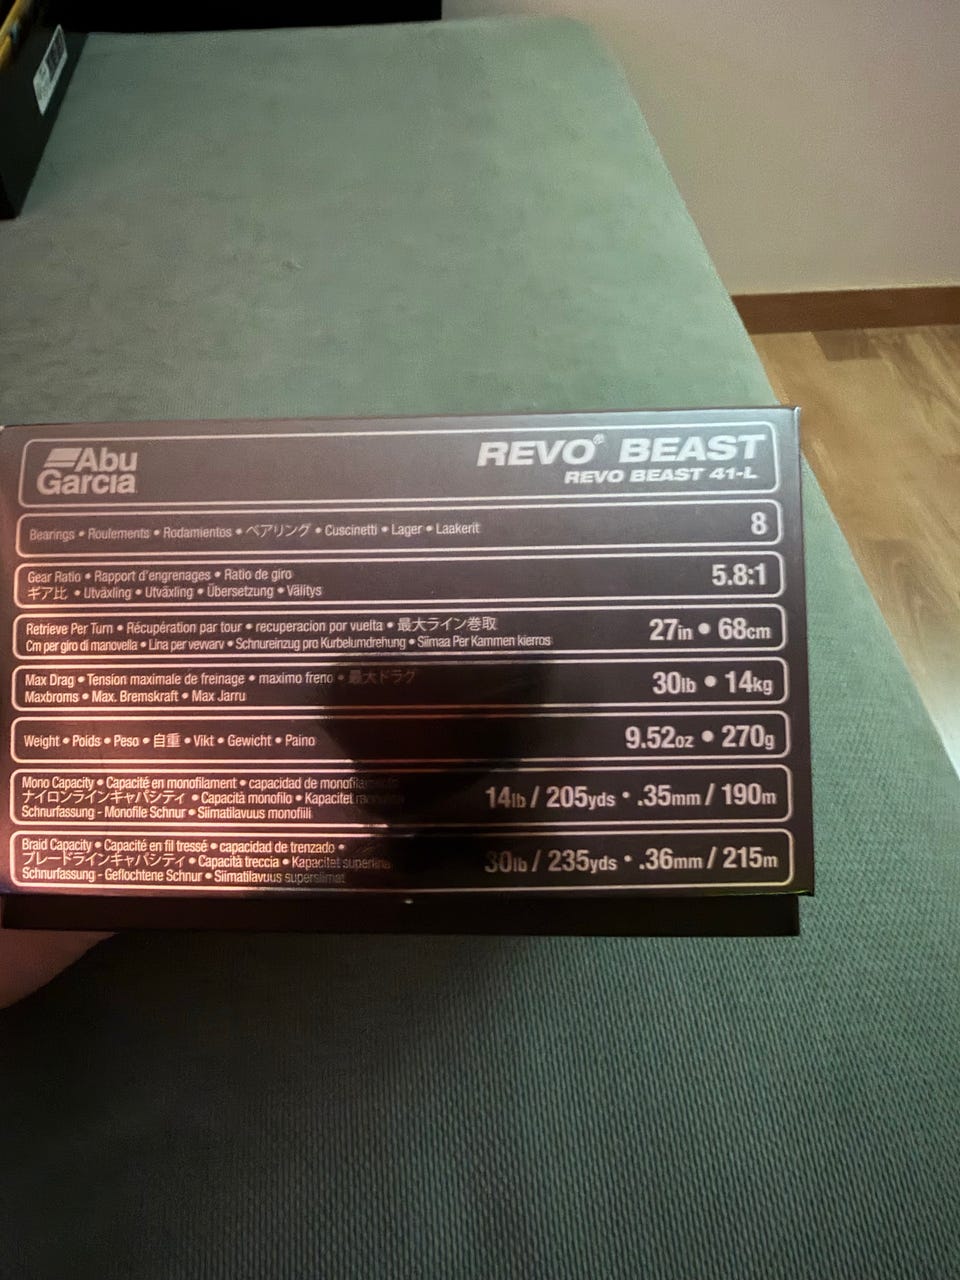 Abu
Garcia
REVO® BEAST
REVO BEAST 41-L
Bearings • Roulements • Rodamientos • ベアリング • Cuscinetti • Lager • Laakerit
8
Gear Ratio • Rapport d'engrenages • Ratio de giro
ギア比 • Utväxling • Utväxling • Übersetzung • Välitys
5.8:1
Retrieve Per Turn • Récupération par tour • recuperacion por vuelta • 最大ライン巻取
Cm per giro di manovella • Lina per vevvarv • Schnureinzug pro Kurbelumdrehung • Siimaa Per Kammen kierros
27in • 68cm
Max Drag • Tension maximale de freinage • maximo freno • 最大ドラグ
Maxbroms • Max. Bremskraft • Max Jarru
30lb • 14kg
Weight • Poids • Peso • 自重 • Vikt • Gewicht • Paino
9.52oz • 270g
Mono Capacity • Capacité en monofilament • capacidad de monofilamento
ナイロンラインキャパシティ • Capacità monofilo • Kapacitet
Schnurfassung - Monofile Schnur • Siimatilavuus monofiili
14lb / 205yds • .35mm / 190m
Braid Capacity • Capacité en fil tressé • capacidad de trenzado •
ブレードラインキャパシティ • Capacità treccia • Kapacitet superlina
Schnurfassung - Geflochtene Schnur • Siimatilavuus supersiimat
30lb / 235yds • .36mm / 215m